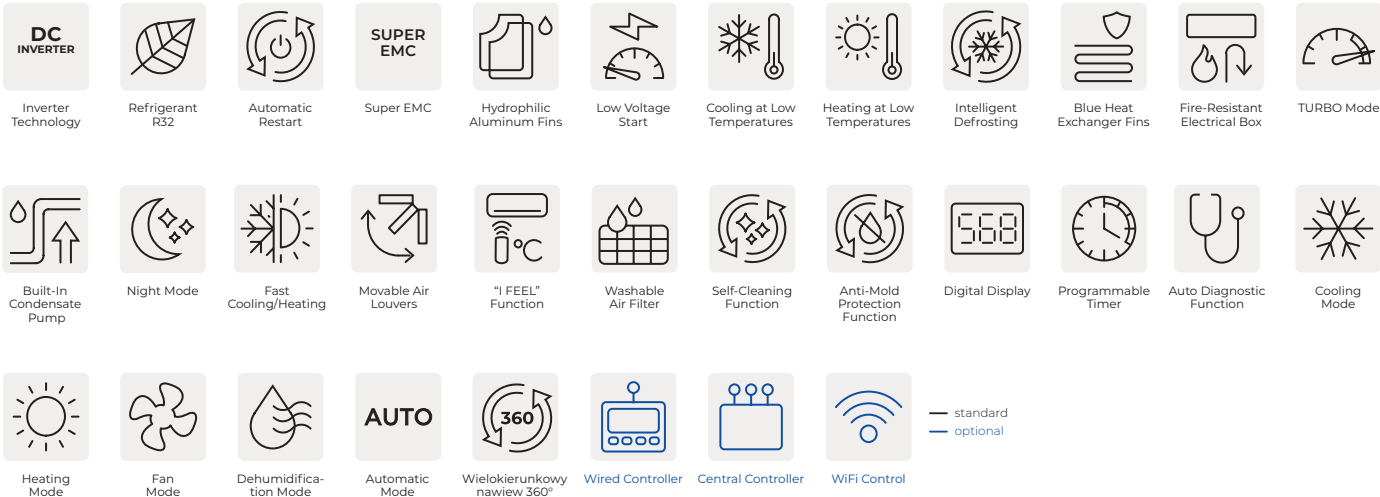 DC
INVERTER
SUPER
EMC
Inverter
Technology
Refrigerant
R32
Automatic
Restart
Super EMC
Hydrophilic
Aluminum Fins
Low Voltage
Start
Cooling at Low
Temperatures
Heating at Low
Temperatures
Intelligent
Defrosting
Blue Heat
Exchanger Fins
Fire-Resistant
Electrical Box
TURBO Mode
°C
568
Built-In
Condensate
Pump
Night Mode
Fast
Cooling/Heating
Movable Air
Louvers
“I FEEL”
Function
Washable
Air Filter
Self-Cleaning
Function
Anti-Mold
Protection
Function
Digital Display
Programmable
Timer
Auto Diagnostic
Function
Cooling
Mode
AUTO
360
standard
optional
Heating
Mode
Fan
Mode
Dehumidifica-
tion Mode
Automatic
Mode
Wielokierunkowy
nawiew 360°
Wired Controller
Central Controller
WiFi Control